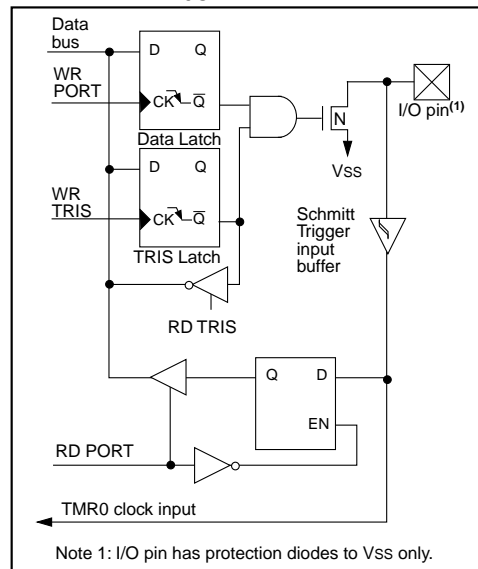 Data
bus
D Q
WR
PORT
CK Q̅
N
I/O pin(1)
Data Latch
VSS
D Q
WR
TRIS
CK Q̅
Schmitt
Trigger
input
buffer
TRIS Latch
RD TRIS
Q D
EN
RD PORT
TMR0 clock input
Note 1: I/O pin has protection diodes to VSS only.